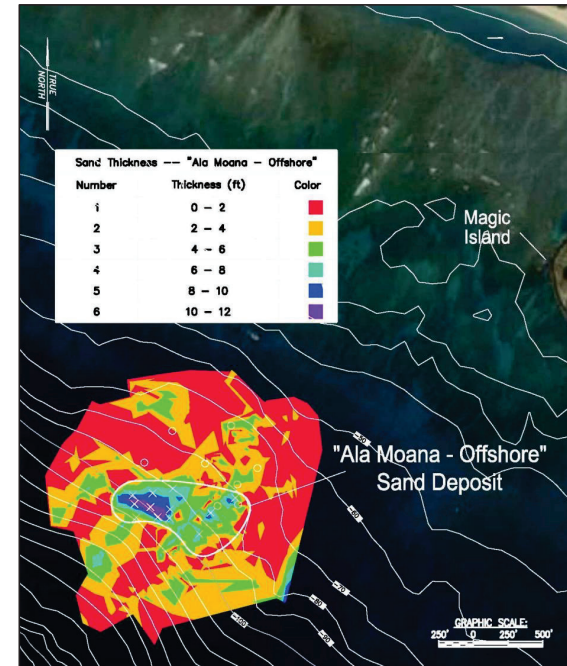 TRUE
NORTH
Sand Thickness -- "Ala Moana - Offshore"
Number Thickness (ft) Color
1 0 - 2
2 2 - 4
3 4 - 6
4 6 - 8
5 8 - 10
6 10 - 12
Magic
Island
-50
"Ala Moana - Offshore"
Sand Deposit
-60
-70
-80
-90
-100
GRAPHIC SCALE:
250' 0 250' 500'